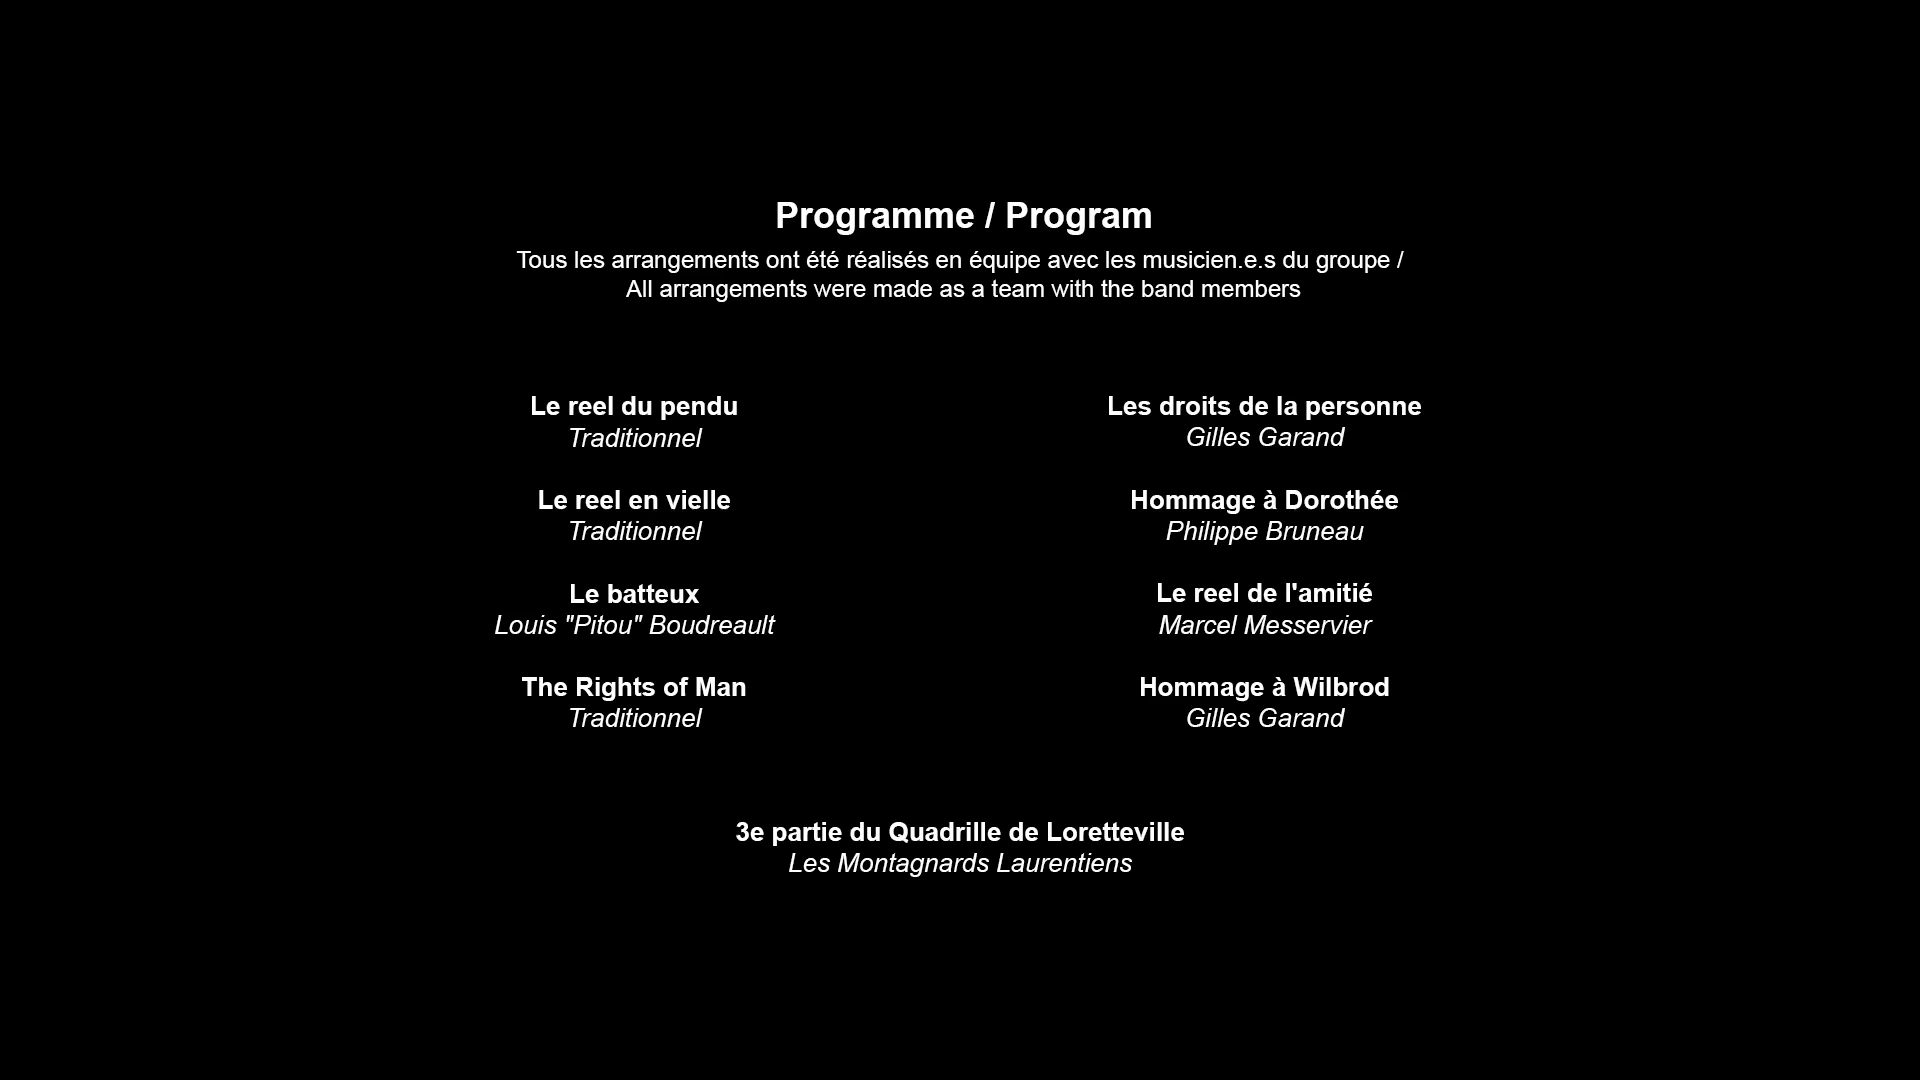 Programme / Program
Tous les arrangements ont été réalisés en équipe avec les musicien.e.s du groupe /
All arrangements were made as a team with the band members
Le reel du pendu
Traditionnel
Le reel en vielle
Traditionnel
Le batteux
Louis "Pitou" Boudreault
The Rights of Man
Traditionnel
Les droits de la personne
Gilles Garand
Hommage à Dorothée
Philippe Bruneau
Le reel de l'amitié
Marcel Messervier
Hommage à Wilbrod
Gilles Garand
3e partie du Quadrille de Loretteville
Les Montagnards Laurentiens